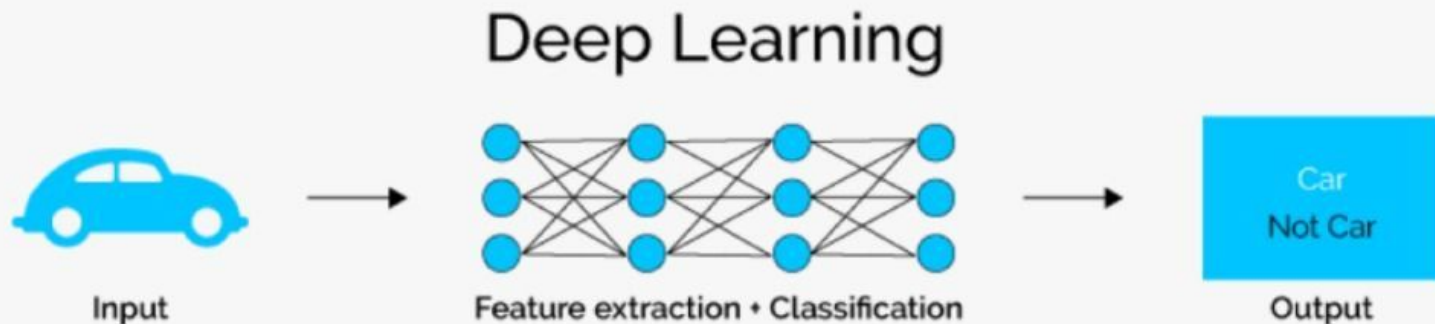 Deep Learning
Car
Not Car
Input
Feature extraction + Classification
Output